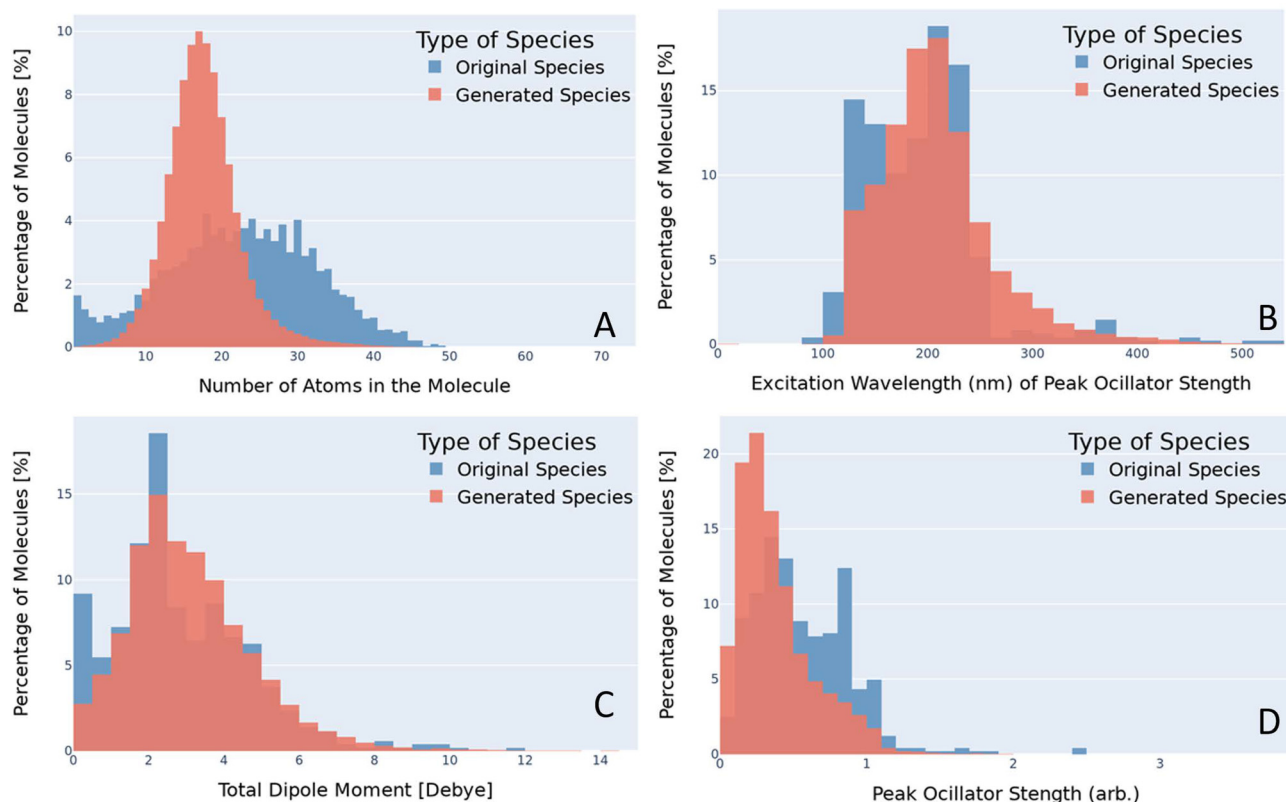 10
8
6
4
2
0
Percentage of Molecules [%]
Type of Species
Original Species
Generated Species
A
10
20
30
40
50
60
70
Number of Atoms in the Molecule
15
10
5
0
Percentage of Molecules [%]
Type of Species
Original Species
Generated Species
B
0
100
200
300
400
500
Excitation Wavelength (nm) of Peak Ocillator Stength
15
10
5
0
Percentage of Molecules [%]
Type of Species
Original Species
Generated Species
C
0
2
4
6
8
10
12
14
Total Dipole Moment [Debye]
20
15
10
5
0
Percentage of Molecules [%]
Type of Species
Original Species
Generated Species
D
0
1
2
3
Peak Ocillator Stength (arb.)